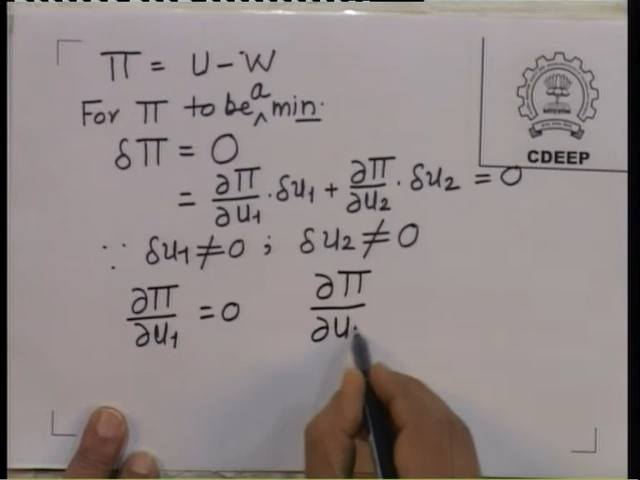 Π = U - W
For Π to be a min.
δΠ = 0
= ∂Π/∂u₁ · δu₁ + ∂Π/∂u₂ · δu₂ = 0
∵ δu₁ ≠ 0 ; δu₂ ≠ 0
∂Π/∂u₁ = 0 ∂Π/∂u
CDEEP